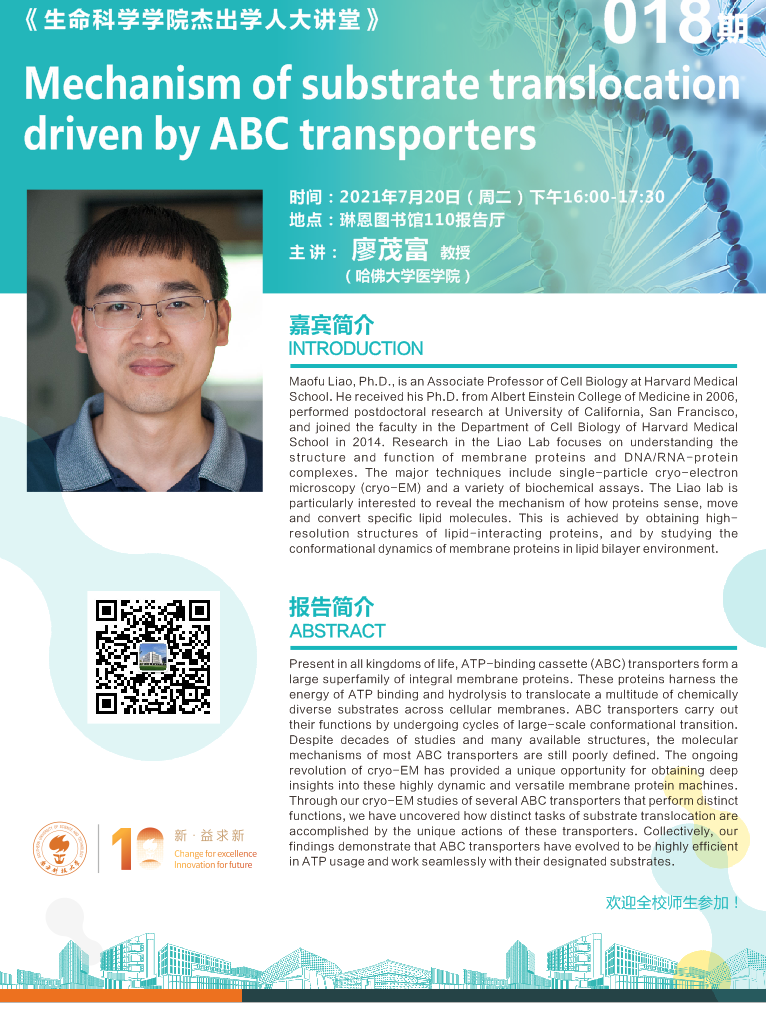 《生命科学学院杰出学人大讲堂》
018期
Mechanism of substrate translocation
driven by ABC transporters
时间：2021年7月20日（周二）下午16:00-17:30
地点：琳恩图书馆110报告厅
主 讲： 廖茂富 教授
（哈佛大学医学院）
嘉宾简介
INTRODUCTION
Maofu Liao, Ph.D., is an Associate Professor of Cell Biology at Harvard Medical
School. He received his Ph.D. from Albert Einstein College of Medicine in 2006,
performed postdoctoral research at University of California, San Francisco,
and joined the faculty in the Department of Cell Biology of Harvard Medical
School in 2014. Research in the Liao Lab focuses on understanding the
structure and function of membrane proteins and DNA/RNA-protein
complexes. The major techniques include single-particle cryo-electron
microscopy (cryo-EM) and a variety of biochemical assays. The Liao lab is
particularly interested to reveal the mechanism of how proteins sense, move
and convert specific lipid molecules. This is achieved by obtaining high-
resolution structures of lipid-interacting proteins, and by studying the
conformational dynamics of membrane proteins in lipid bilayer environment.
报告简介
ABSTRACT
Present in all kingdoms of life, ATP-binding cassette (ABC) transporters form a
large superfamily of integral membrane proteins. These proteins harness the
energy of ATP binding and hydrolysis to translocate a multitude of chemically
diverse substrates across cellular membranes. ABC transporters carry out
their functions by undergoing cycles of large-scale conformational transition.
Despite decades of studies and many available structures, the molecular
mechanisms of most ABC transporters are still poorly defined. The ongoing
revolution of cryo-EM has provided a unique opportunity for obtaining deep
insights into these highly dynamic and versatile membrane protein machines.
Through our cryo-EM studies of several ABC transporters that perform distinct
functions, we have uncovered how distinct tasks of substrate translocation are
accomplished by the unique actions of these transporters. Collectively, our
findings demonstrate that ABC transporters have evolved to be highly efficient
in ATP usage and work seamlessly with their designated substrates.
10
新·益求新
Change for excellence
Innovation for future
欢迎全校师生参加！